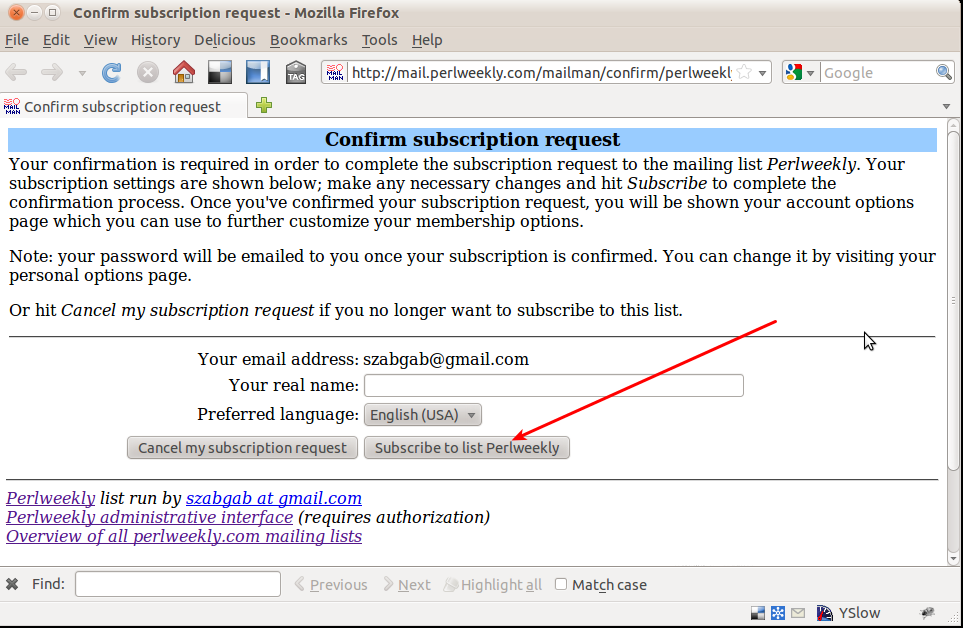 Confirm subscription request - Mozilla Firefox
File Edit View History Delicious Bookmarks Tools Help
TAG MAIL MAN http://mail.perlweekly.com/mailman/confirm/perlweekl Google
MAIL MAN Confirm subscription request
Confirm subscription request
Your confirmation is required in order to complete the subscription request to the mailing list Perlweekly. Your
subscription settings are shown below; make any necessary changes and hit Subscribe to complete the
confirmation process. Once you've confirmed your subscription request, you will be shown your account options
page which you can use to further customize your membership options.
Note: your password will be emailed to you once your subscription is confirmed. You can change it by visiting your
personal options page.
Or hit Cancel my subscription request if you no longer want to subscribe to this list.
Your email address: szabgab@gmail.com
Your real name:
Preferred language: English (USA)
Cancel my subscription request Subscribe to list Perlweekly
Perlweekly list run by szabgab at gmail.com
Perlweekly administrative interface (requires authorization)
Overview of all perlweekly.com mailing lists
Find: Previous Next Highlight all Match case
YSlow